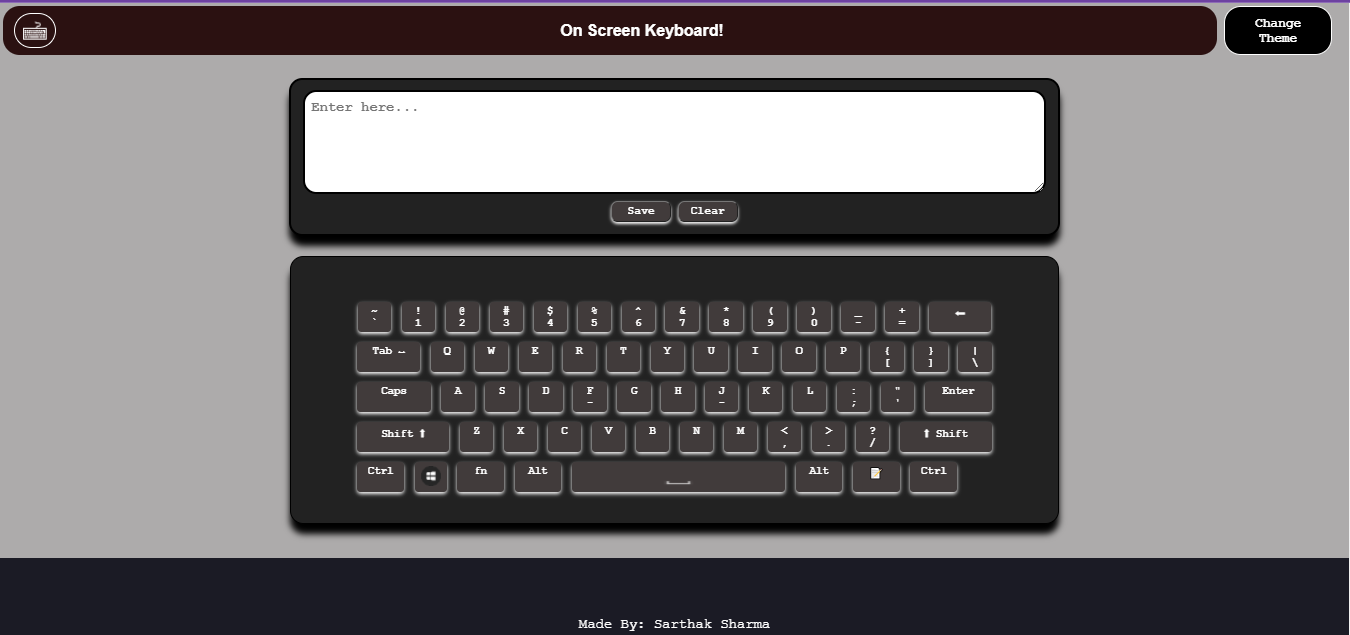 On Screen Keyboard!
Change
Theme
Enter here...
Save Clear
~ ! @ # $ % ^ & * ( ) _ +
` 1 2 3 4 5 6 7 8 9 0 - = ←
Tab Q W E R T Y U I O P { } |
[ ] \
Caps A S D F G H J K L : " Enter
- - ; '
Shift ⬆ Z X C V B N M < > ? ⬆ Shift
, . /
Ctrl fn Alt Alt Ctrl
Made By: Sarthak Sharma